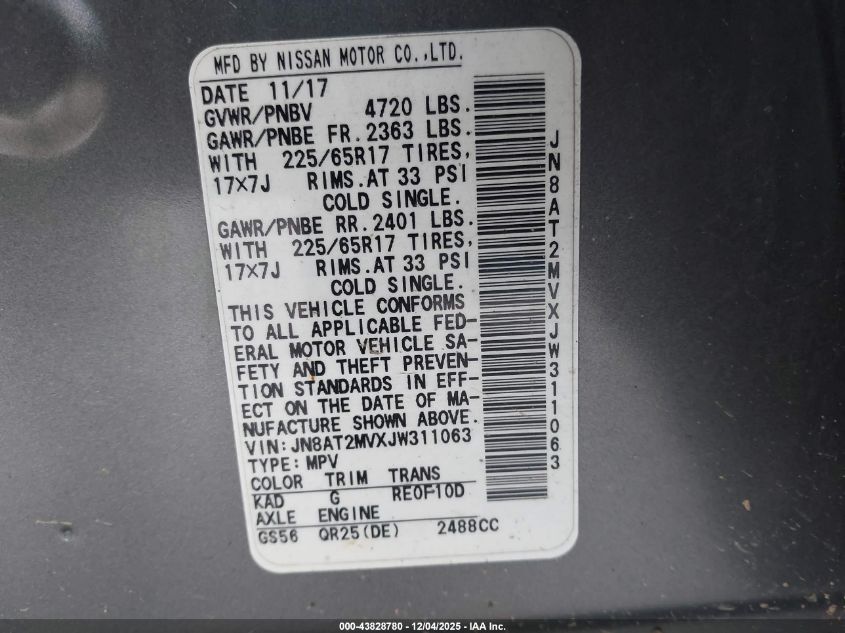 MFD BY NISSAN MOTOR CO.,LTD.
DATE 11/17
GVWR/PNBV 4720 LBS.
GAWR/PNBE FR. 2363 LBS.
WITH 225/65R17 TIRES,
17X7J RIMS.AT 33 PSI
COLD SINGLE.
GAWR/PNBE RR. 2401 LBS.
WITH 225/65R17 TIRES,
17X7J RIMS.AT 33 PSI
COLD SINGLE.
THIS VEHICLE CONFORMS
TO ALL APPLICABLE FED-
ERAL MOTOR VEHICLE SA-
FETY AND THEFT PREVEN-
TION STANDARDS IN EFF-
ECT ON THE DATE OF MA-
NUFACTURE SHOWN ABOVE.
VIN: JN8AT2MVXJW311063
TYPE: MPV
COLOR TRIM TRANS
KAD G RE0F10D
AXLE ENGINE
GS56 QR25(DE) 2488CC
JN8AT2MVXJW311063
000-43828780 - 12/04/2025 - IAA Inc.